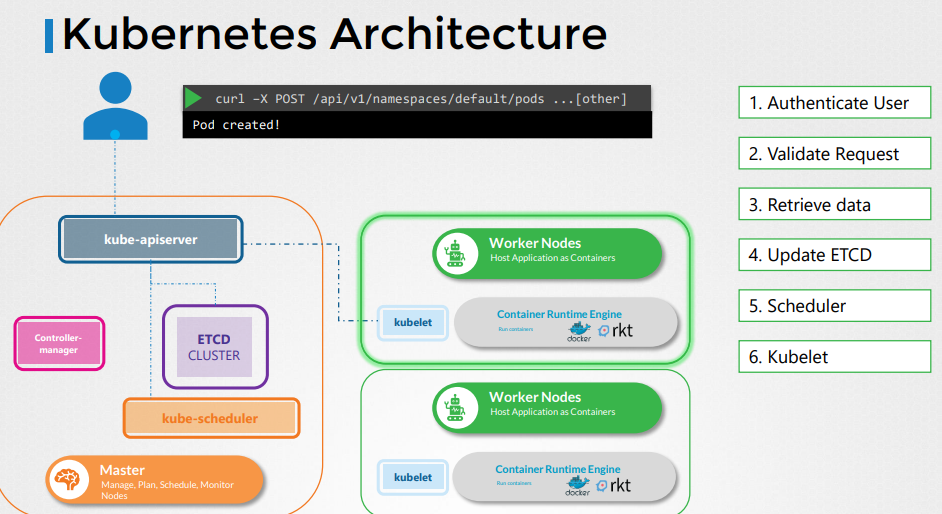 Kubernetes Architecture
curl –X POST /api/v1/namespaces/default/pods ...[other]
Pod created!
1. Authenticate User
2. Validate Request
3. Retrieve data
4. Update ETCD
5. Scheduler
6. Kubelet
kube-apiserver
Controller-
manager
ETCD
CLUSTER
kube-scheduler
Master
Manage, Plan, Schedule, Monitor
Nodes
Worker Nodes
Host Application as Containers
kubelet
Container Runtime Engine
Run containers
docker
rkt
Worker Nodes
Host Application as Containers
kubelet
Container Runtime Engine
Run containers
docker
rkt